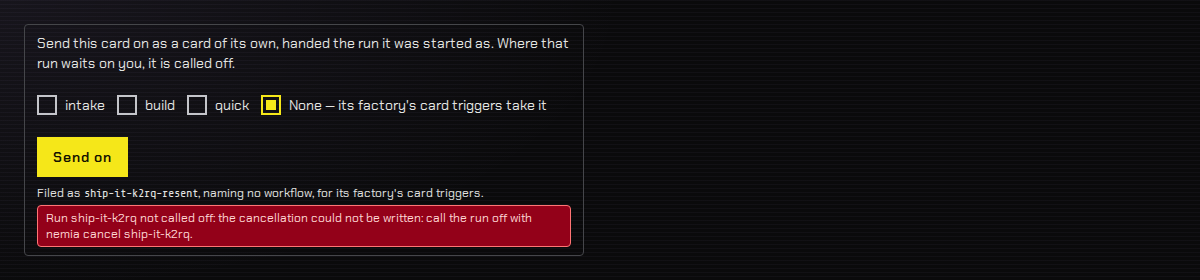 Send this card on as a card of its own, handed the run it was started as. Where that
run waits on you, it is called off.
intake build quick None — its factory's card triggers take it
Send on
Filed as ship-it-k2rq-resent, naming no workflow, for its factory's card triggers.
Run ship-it-k2rq not called off: the cancellation could not be written: call the run off with
nemia cancel ship-it-k2rq.